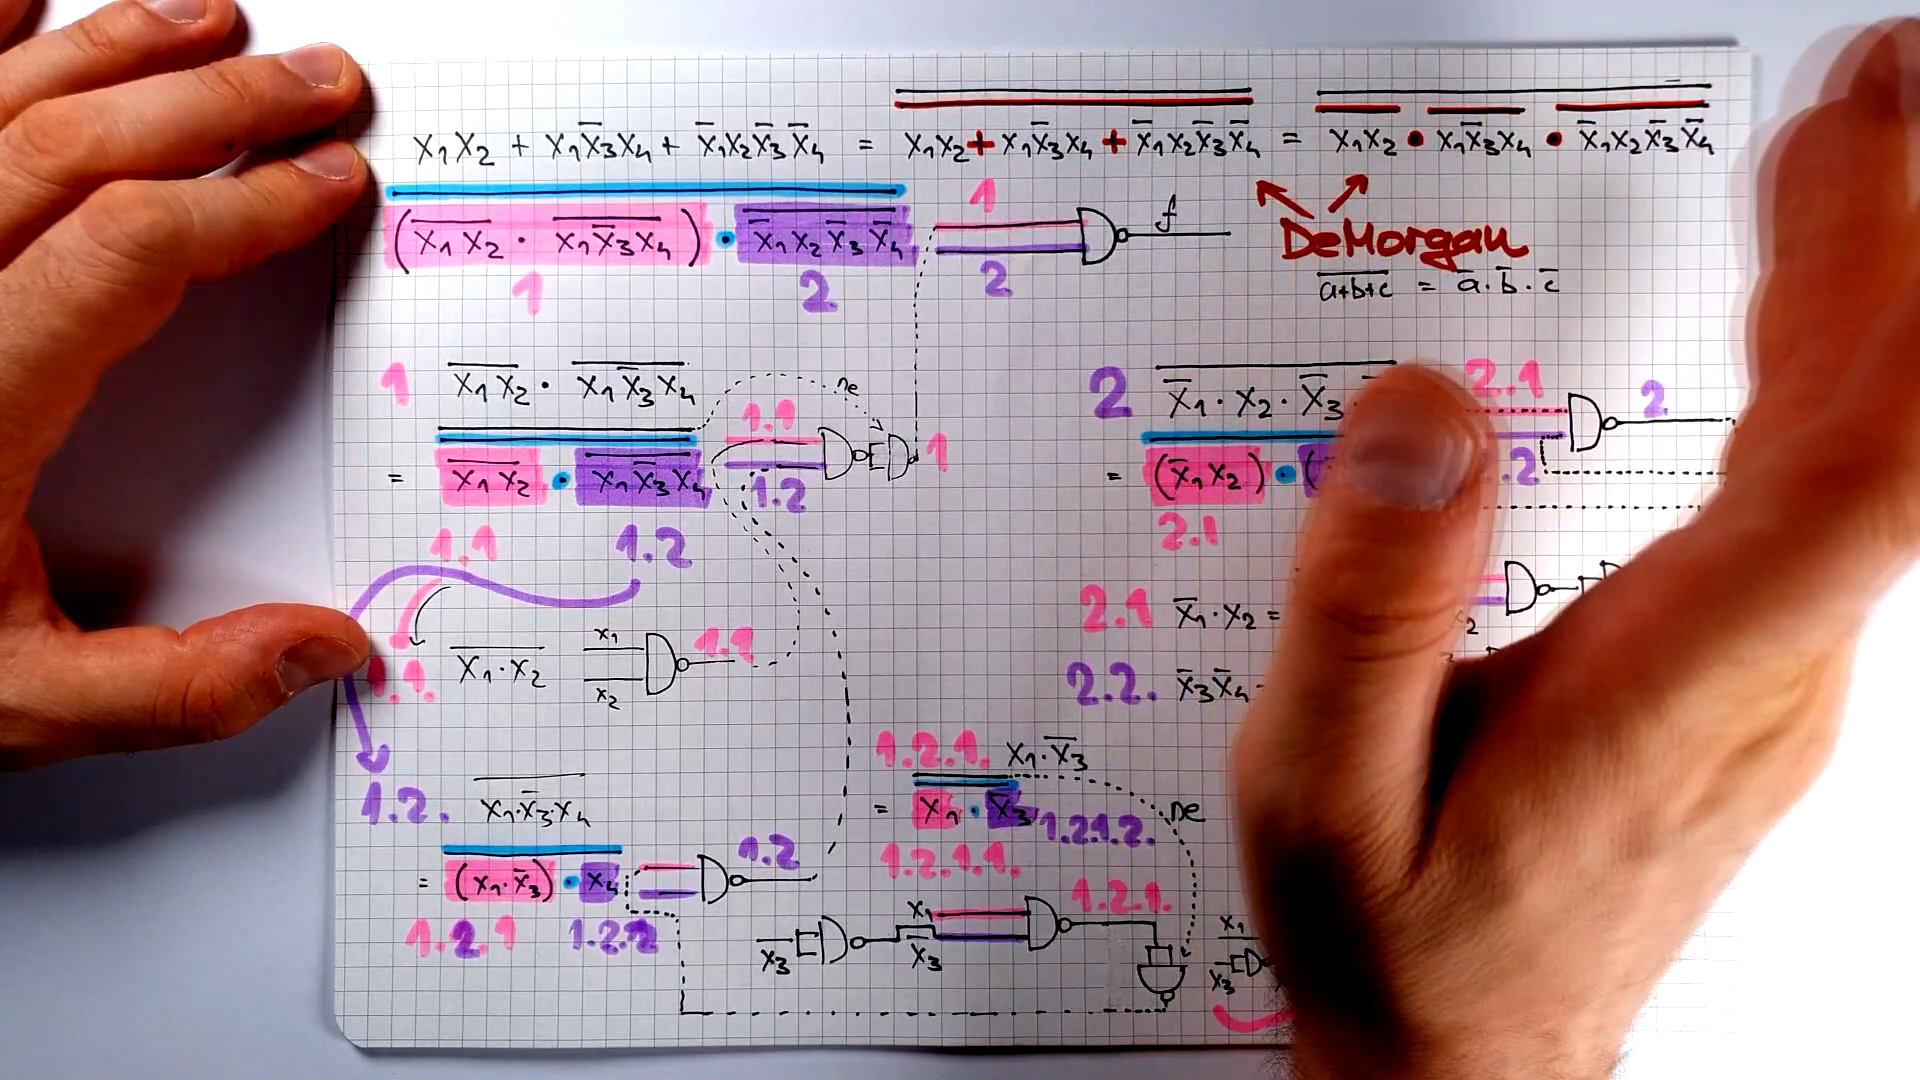 x₁x₂ + x₁x̅₃x₄ + x̅₁x₂x̅₃x̅₄ = x₁x₂ + x₁x̅₃x₄ + x̅₁x₂x̅₃x̅₄ = x₁x₂ • x₁x̅₃x₄ • x̅₁x₂x̅₃x̅₄
(x₁x₂ · x₁x̅₃x₄) • x̅₁x₂x̅₃x̅₄
1 2
1 2 f
DeMorgan
a+b+c = a̅·b̅·c̅
1 x₁x₂ · x₁x̅₃x₄
ne
= x₁x₂ • x₁x̅₃x₄
1.1 1.2
1.1 1.2 1
1.1. x₁·x₂
x₁ x₂ 1.1
1.2. x₁·x̅₃·x₄
= (x₁·x̅₃) • x₄
1.2.1 1.2.2
1.2
1.2.1. x₁·x̅₃
= x₁ • x̅₃ 1.2.1.2. ne
1.2.1.1.
x₃ x₁ x̅₃ 1.2.1.
x₁
x₃
2 x̅₁·x₂·x̅₃
= (x̅₁x₂) • (
2.1
2.1 .2 2
2.1 x̅₁·x₂ =
2.2. x̅₃x̅₄